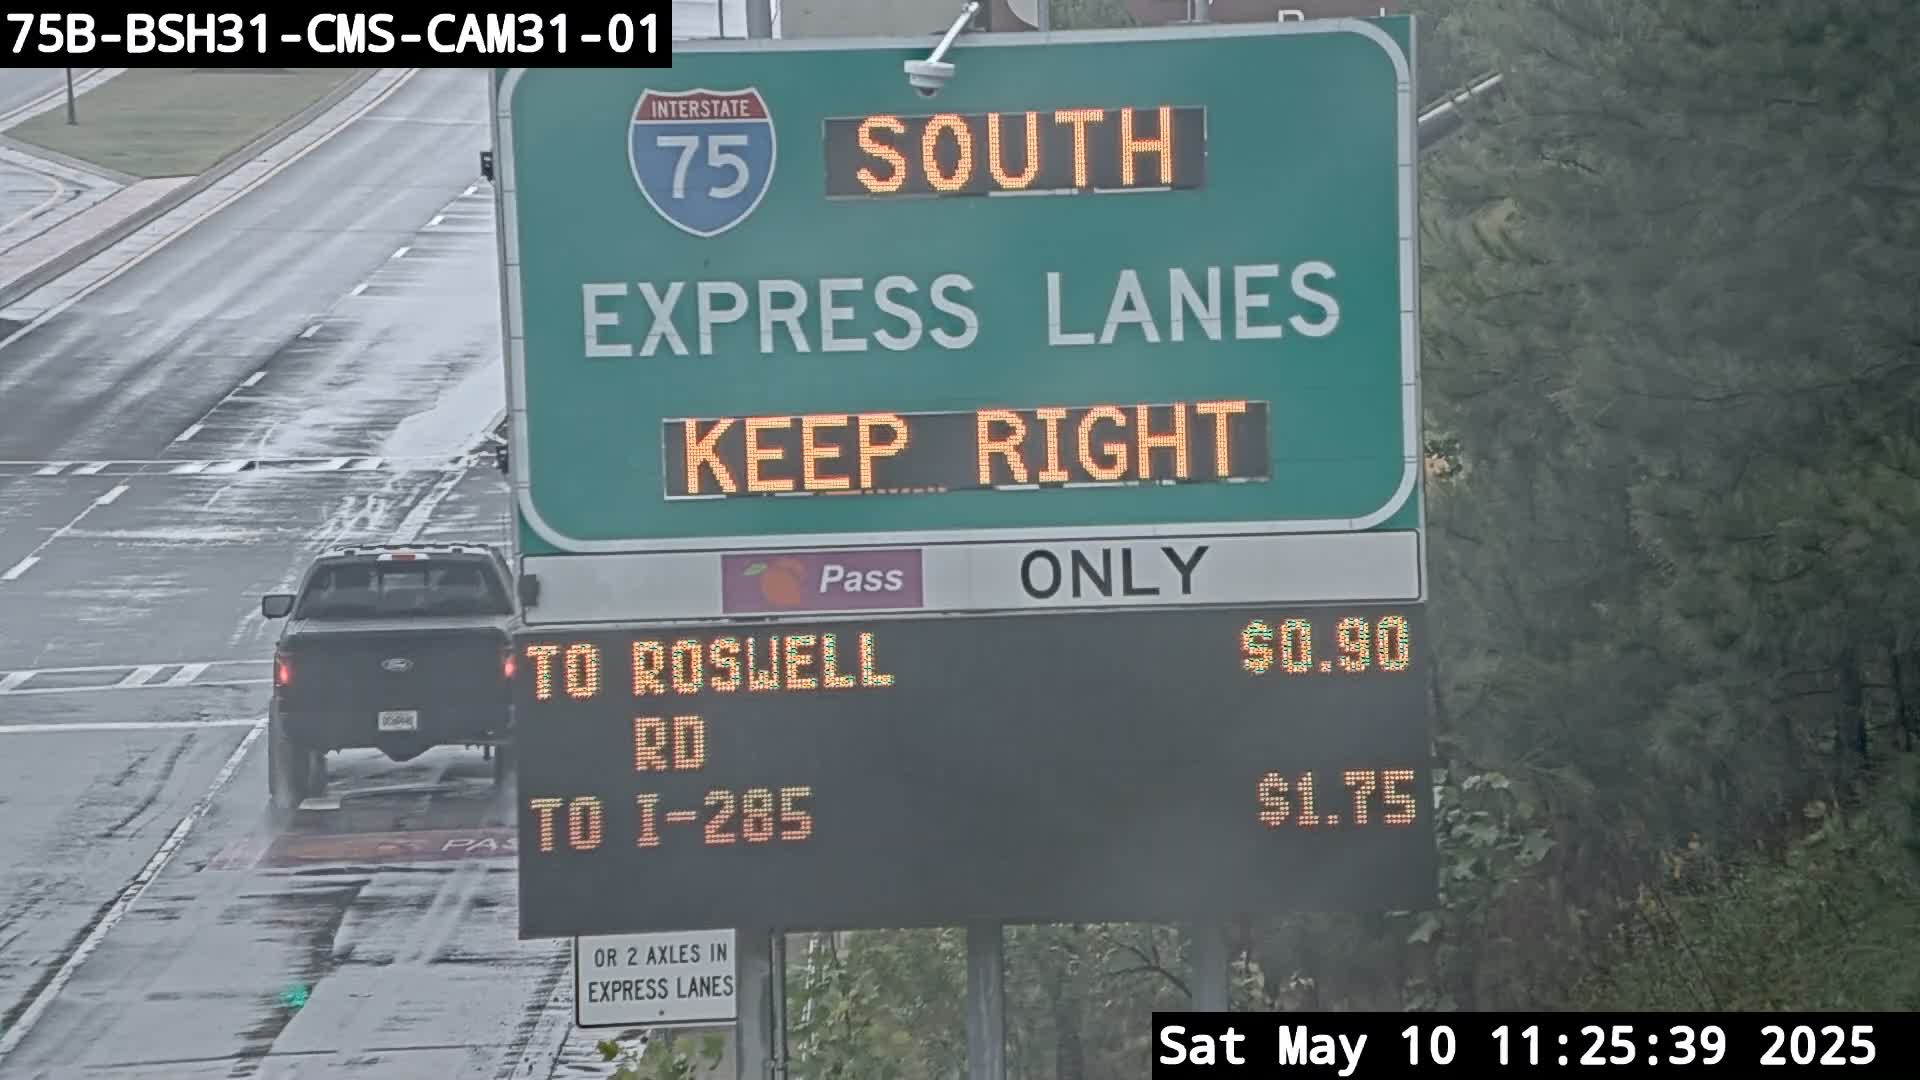 75B-BSH31-CMS-CAM31-01
INTERSTATE
75
SOUTH
EXPRESS LANES
KEEP RIGHT
Pass ONLY
TO ROSWELL $0.90
RD
TO I-285 $1.75
OR 2 AXLES IN
EXPRESS LANES
Sat May 10 11:25:39 2025